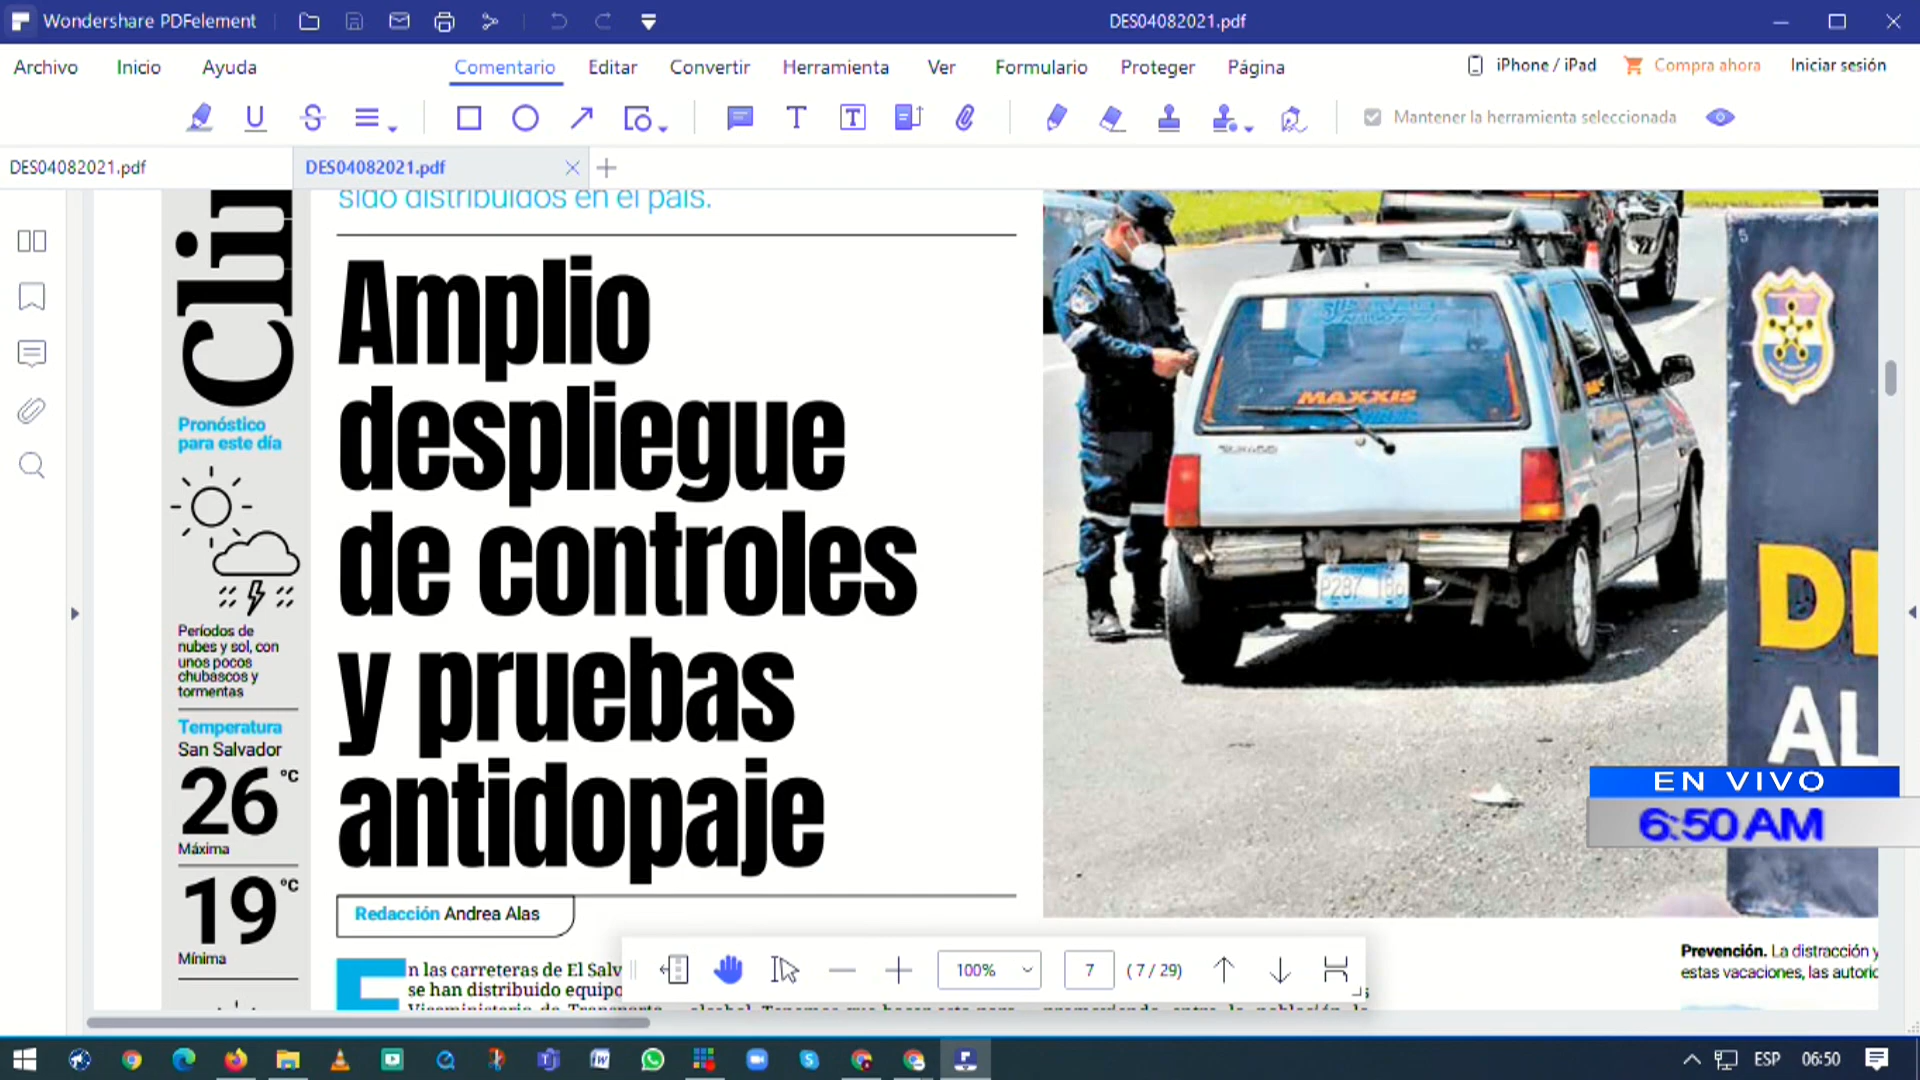 Wondershare PDFelement
DES04082021.pdf
Archivo
Inicio
Ayuda
Comentario
Editar
Convertir
Herramienta
Ver
Formulario
Proteger
Página
iPhone / iPad
Compra ahora
Iniciar sesión
Mantener la herramienta seleccionada
DES04082021.pdf
DES04082021.pdf
sido distribuidos en el país.
Cli
Amplio
despliegue
de controles
y pruebas
antidopaje
Pronóstico
para este día
Períodos de
nubes y sol, con
unos pocos
chubascos y
tormentas
Temperatura
San Salvador
26 °C
Máxima
19 °C
Mínima
Redacción Andrea Alas
En las carreteras de El Salv
se han distribuido equipo
MAXXIS
AL
EN VIVO
6:50 AM
Prevención. La distracción y
estas vacaciones, las autori
100%
7
( 7 / 29)
ESP
06:50